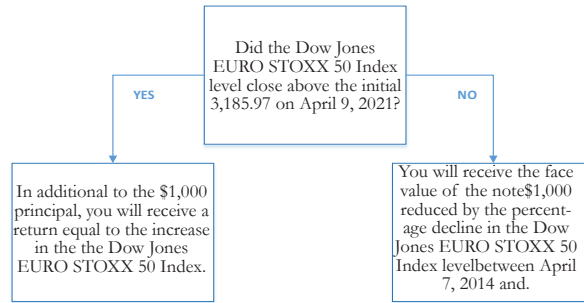 Did the Dow Jones
EURO STOXX 50 Index
level close above the initial
3,185.97 on April 9, 2021?
YES
NO
In additional to the $1,000
principal, you will receive a
return equal to the increase
in the the Dow Jones
EURO STOXX 50 Index.
You will receive the face
value of the note$1,000
reduced by the percent-
age decline in the Dow
Jones EURO STOXX 50
Index levelbetween April
7, 2014 and.